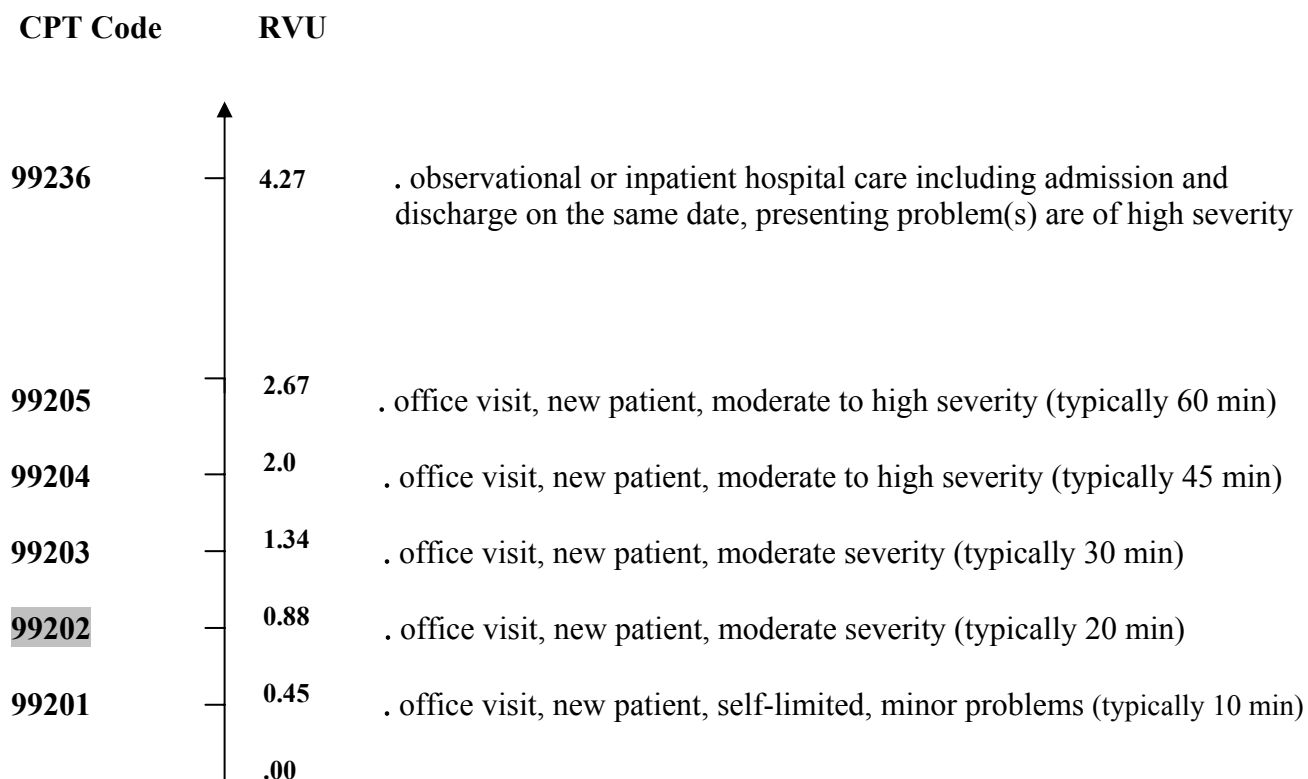 CPT Code RVU
99236 4.27 . observational or inpatient hospital care including admission and
discharge on the same date, presenting problem(s) are of high severity
99205 2.67 . office visit, new patient, moderate to high severity (typically 60 min)
99204 2.0 . office visit, new patient, moderate to high severity (typically 45 min)
99203 1.34 . office visit, new patient, moderate severity (typically 30 min)
99202 0.88 . office visit, new patient, moderate severity (typically 20 min)
99201 0.45 . office visit, new patient, self-limited, minor problems (typically 10 min)
.00